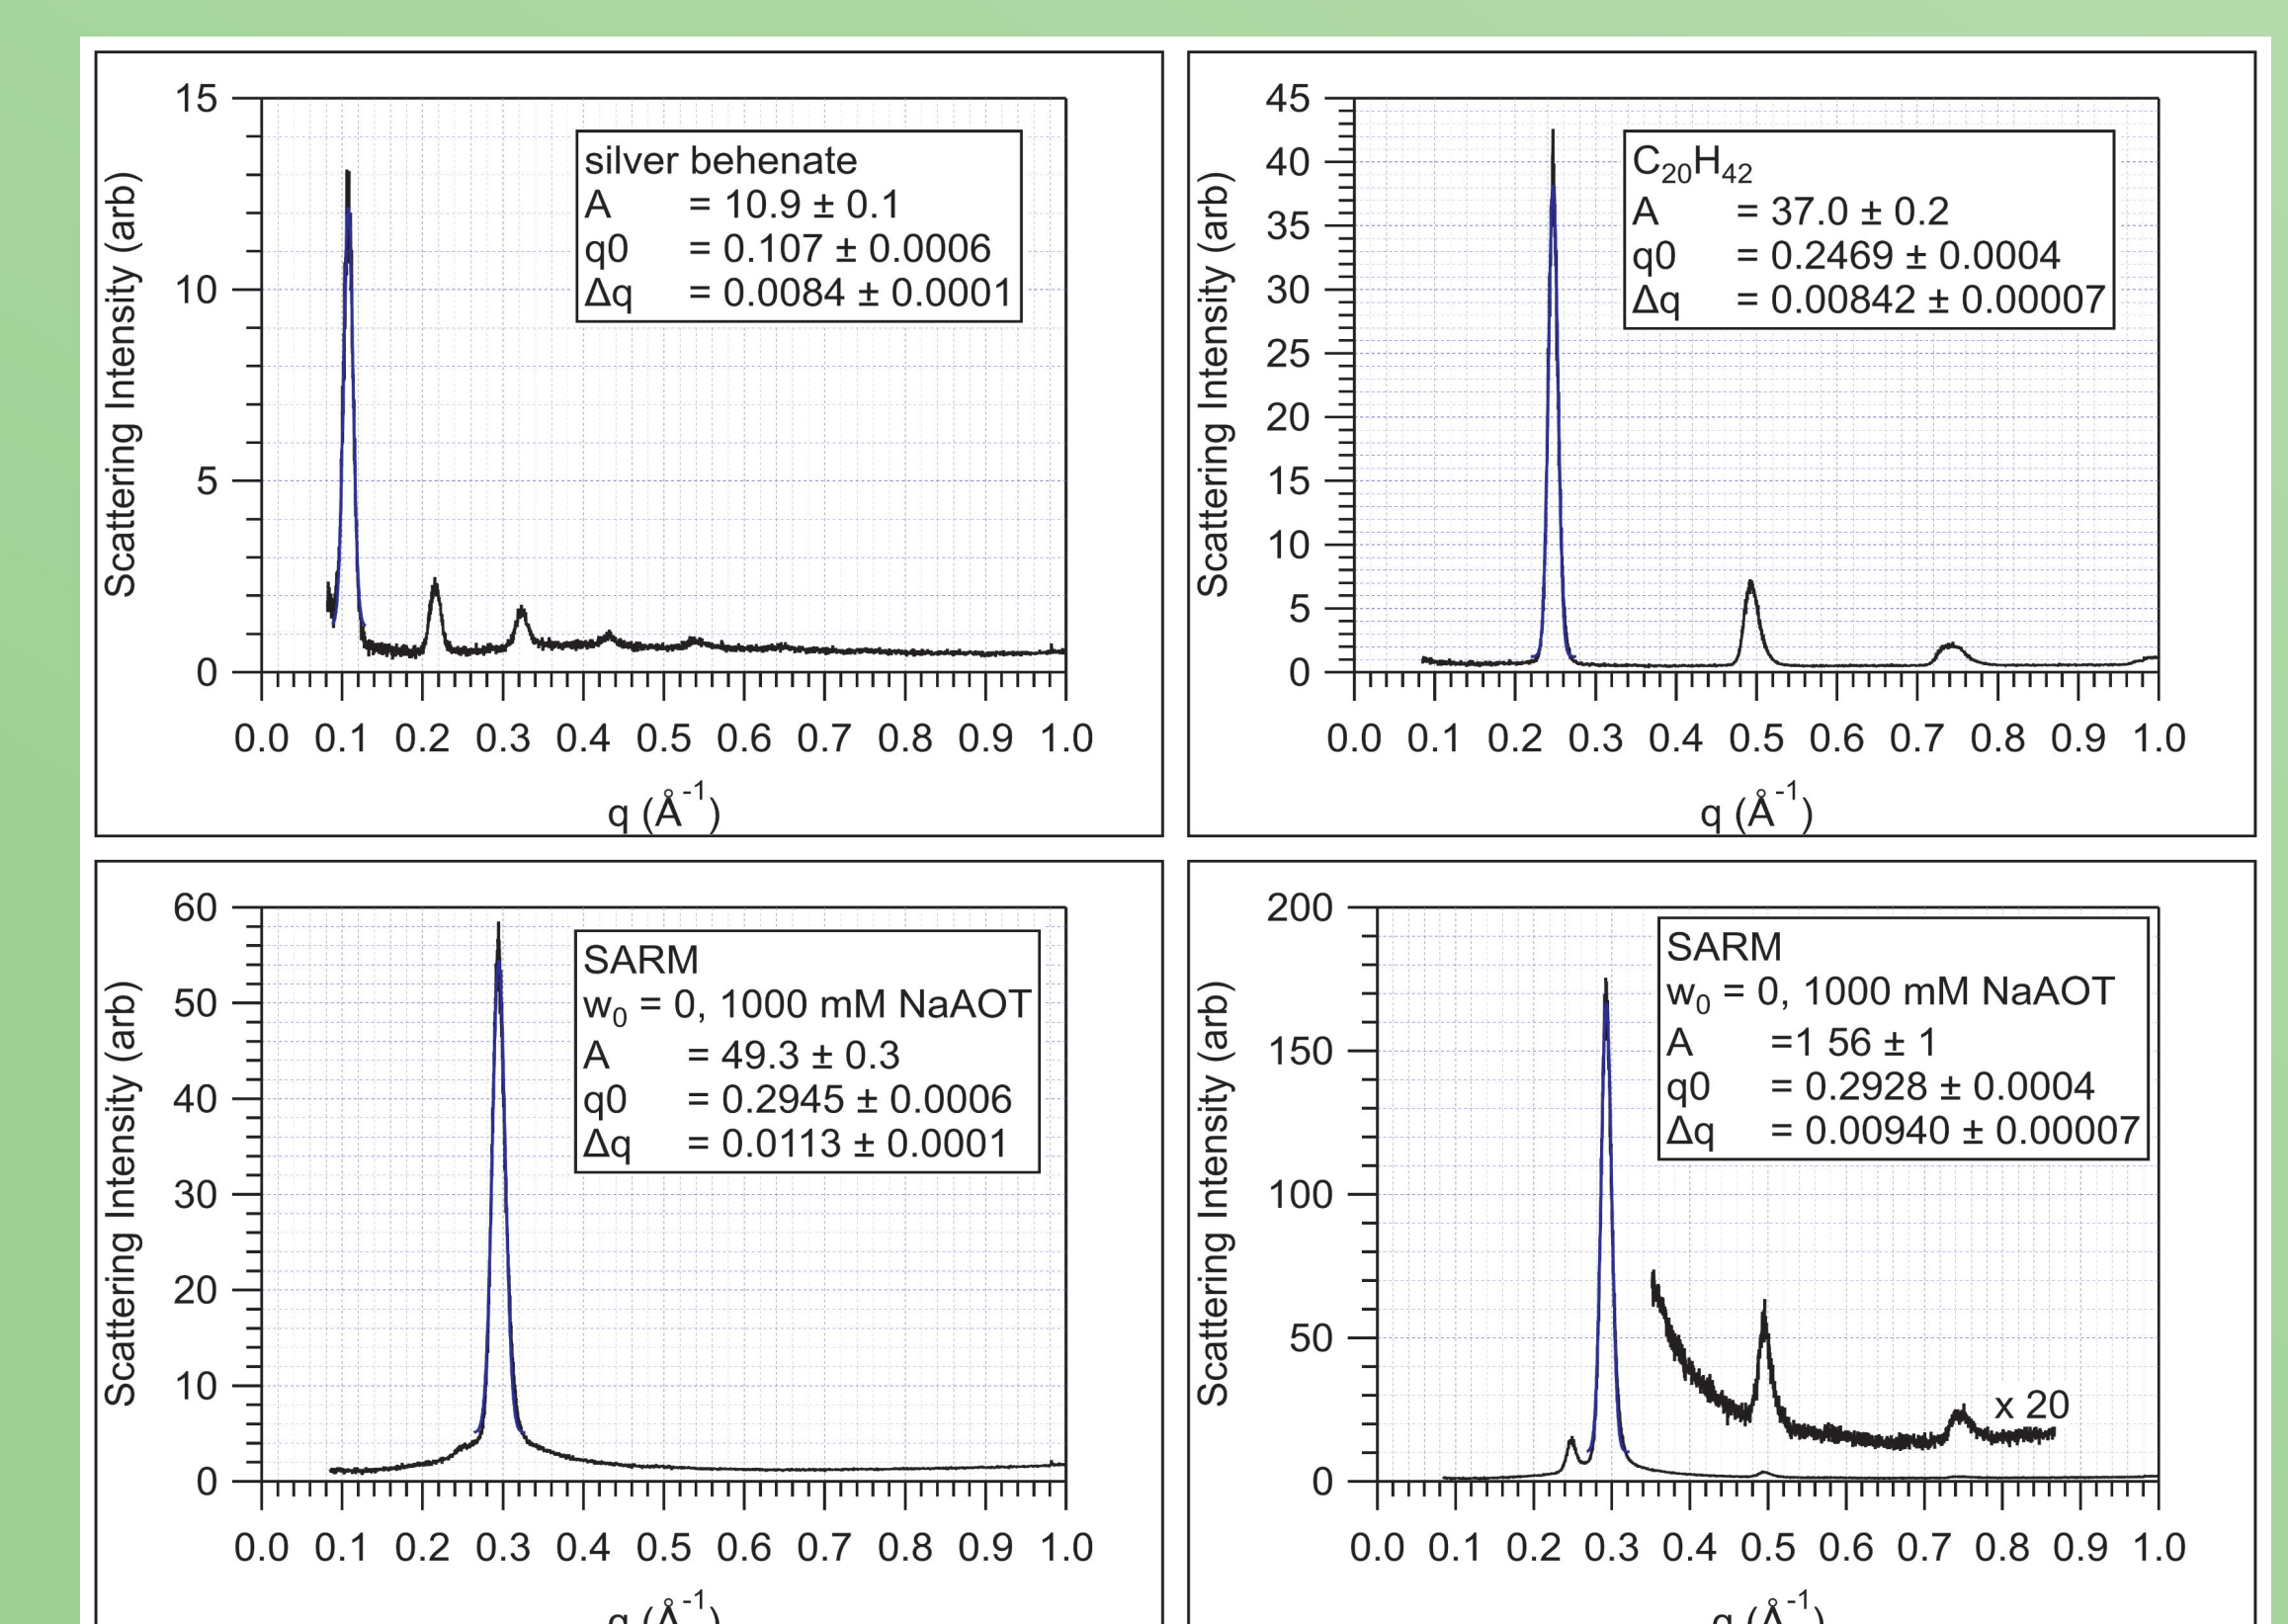 15
10
5
0
Scattering Intensity (arb)
silver behenate
A = 10.9 ± 0.1
q0 = 0.107 ± 0.0006
Δq = 0.0084 ± 0.0001
0.0 0.1 0.2 0.3 0.4 0.5 0.6 0.7 0.8 0.9 1.0
q (Å⁻¹)
45
40
35
30
25
20
15
10
5
0
Scattering Intensity (arb)
C₂₀H₄₂
A = 37.0 ± 0.2
q0 = 0.2469 ± 0.0004
Δq = 0.00842 ± 0.00007
0.0 0.1 0.2 0.3 0.4 0.5 0.6 0.7 0.8 0.9 1.0
q (Å⁻¹)
60
50
40
30
20
10
0
Scattering Intensity (arb)
SARM
w₀ = 0, 1000 mM NaAOT
A = 49.3 ± 0.3
q0 = 0.2945 ± 0.0006
Δq = 0.0113 ± 0.0001
0.0 0.1 0.2 0.3 0.4 0.5 0.6 0.7 0.8 0.9 1.0
q (Å⁻¹)
200
150
100
50
0
Scattering Intensity (arb)
SARM
w₀ = 0, 1000 mM NaAOT
A =1 56 ± 1
q0 = 0.2928 ± 0.0004
Δq = 0.00940 ± 0.00007
x 20
0.0 0.1 0.2 0.3 0.4 0.5 0.6 0.7 0.8 0.9 1.0
q (Å⁻¹)